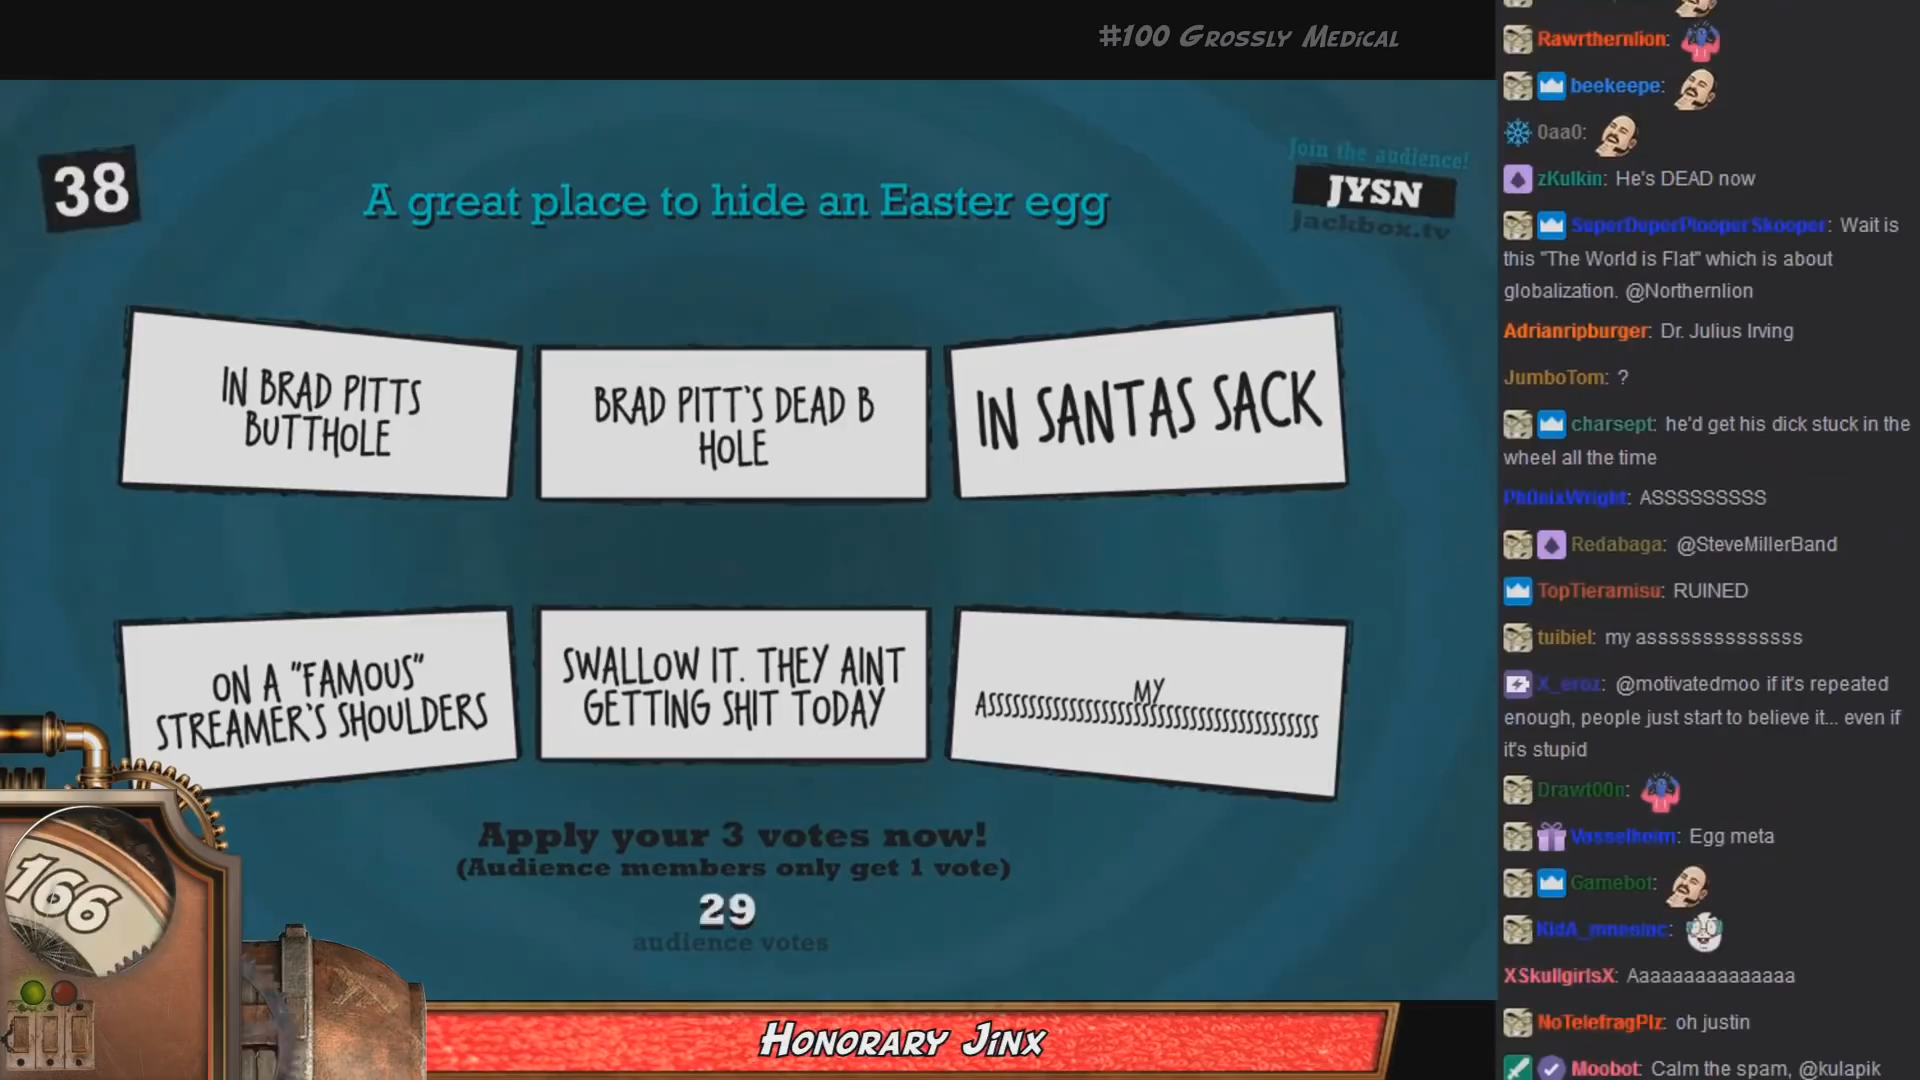 #100 GROSSLY MEDICAL
38
A great place to hide an Easter egg
Join the audience!
JYSN
jackbox.tv
IN BRAD PITTS
BUTTHOLE
BRAD PITT'S DEAD B
HOLE
IN SANTAS SACK
ON A "FAMOUS"
STREAMER'S SHOULDERS
SWALLOW IT. THEY AINT
GETTING SHIT TODAY
MY
ASSSSSSSSSSSSSSSSSSSSSSSSSSSSSSSSSSSSSSS
Apply your 3 votes now!
(Audience members only get 1 vote)
29
audience votes
166
HONORARY JINX
Rawrthernlion:
beekeepe:
0aa0:
zKulkin: He's DEAD now
SuperDuperPlooperSkooper: Wait is
this "The World is Flat" which is about
globalization. @Northernlion
Adrianripburger: Dr. Julius Irving
JumboTom: ?
charsept: he'd get his dick stuck in the
wheel all the time
Ph0nixWright: ASSSSSSSSS
Redabaga: @SteveMillerBand
TopTieramisu: RUINED
tuibiel: my assssssssssssss
X_eroz: @motivatedmoo if it's repeated
enough, people just start to believe it... even if
it's stupid
Drawt00n:
Vasselheim: Egg meta
Gamebot:
KidA_mnesiac:
XSkullgirlsX: Aaaaaaaaaaaaaaa
NoTelefragPlz: oh justin
Moobot: Calm the spam, @kulapik